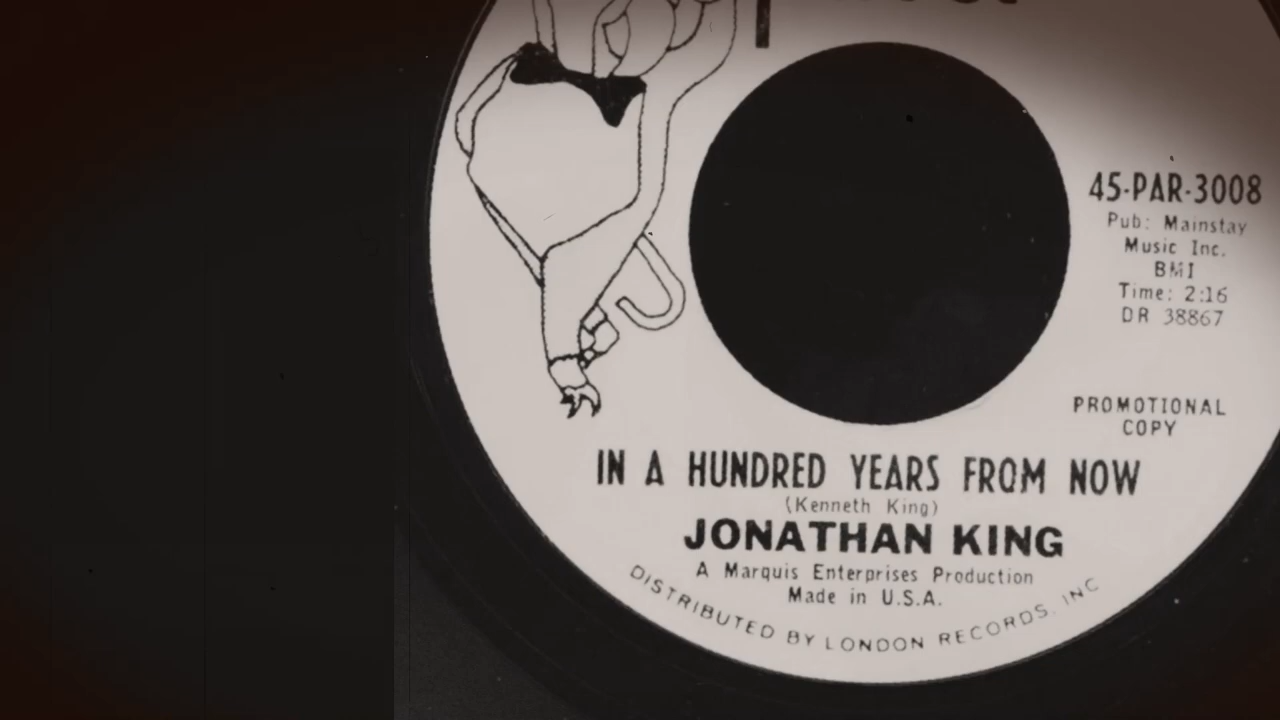 45-PAR-3008
Pub: Mainstay
Music Inc.
BMI
Time: 2:16
DR 38867
PROMOTIONAL
COPY
IN A HUNDRED YEARS FROM NOW
(Kenneth King)
JONATHAN KING
A Marquis Enterprises Production
Made in U.S.A.
DISTRIBUTED BY LONDON RECORDS, INC